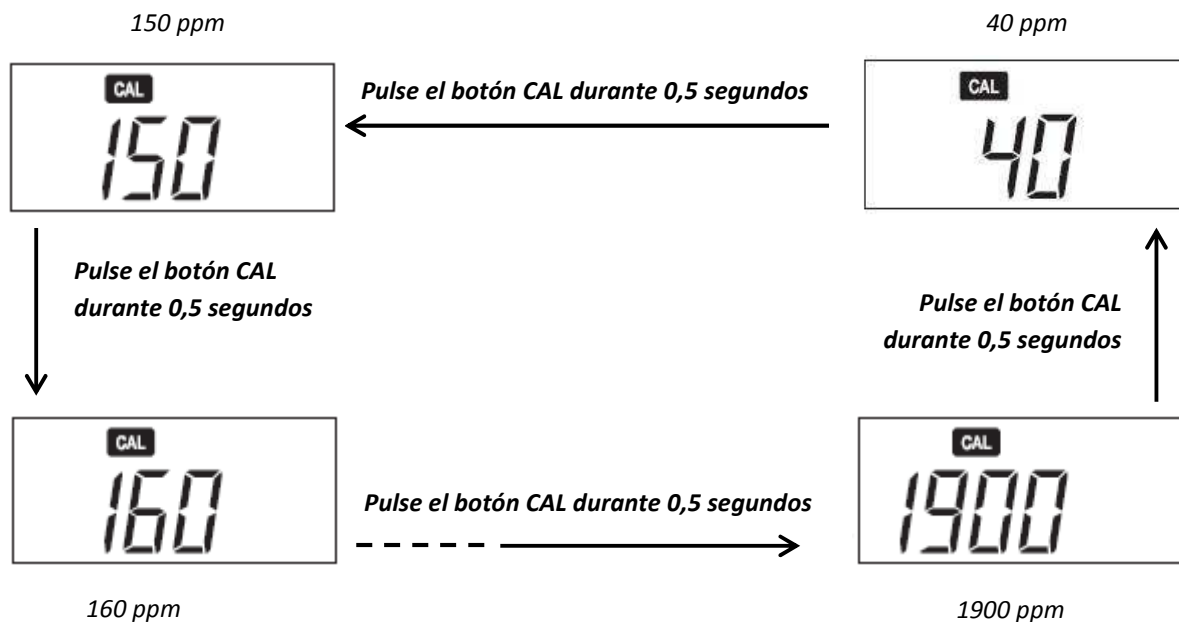 150 ppm
40 ppm
CAL
150
Pulse el botón CAL durante 0,5 segundos
CAL
40
Pulse el botón CAL
durante 0,5 segundos
Pulse el botón CAL
durante 0,5 segundos
CAL
160
Pulse el botón CAL durante 0,5 segundos
CAL
1900
160 ppm
1900 ppm